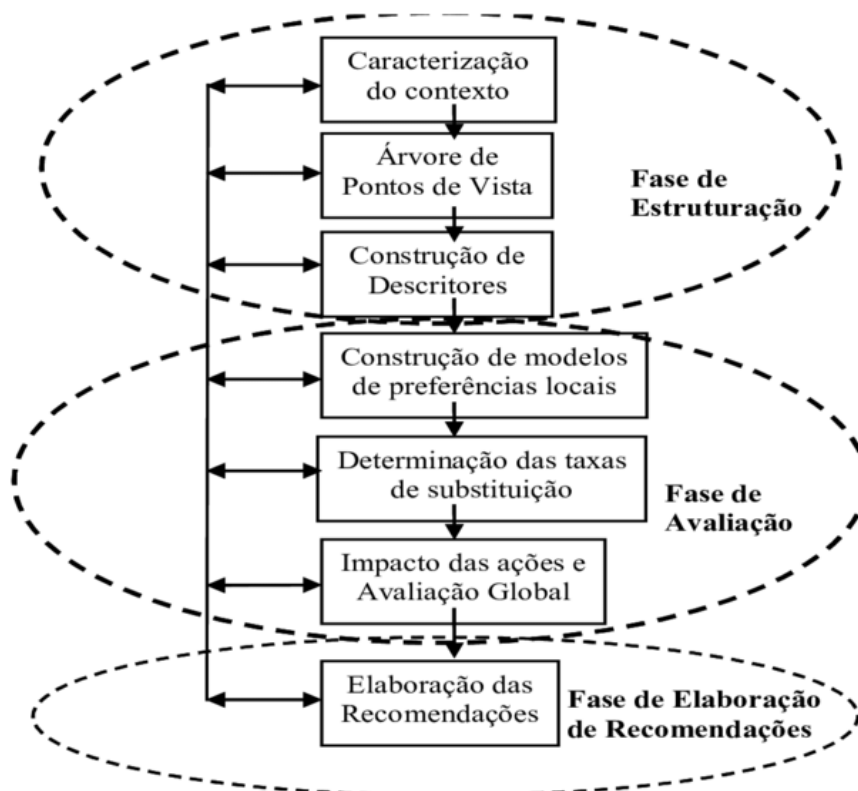 Caracterização
do contexto
Árvore de
Pontos de Vista
Fase de
Estruturação
Construção de
Descritores
Construção de modelos
de preferências locais
Determinação das taxas
de substituição
Fase de
Avaliação
Impacto das ações e
Avaliação Global
Elaboração das
Recomendações
Fase de Elaboração
de Recomendações